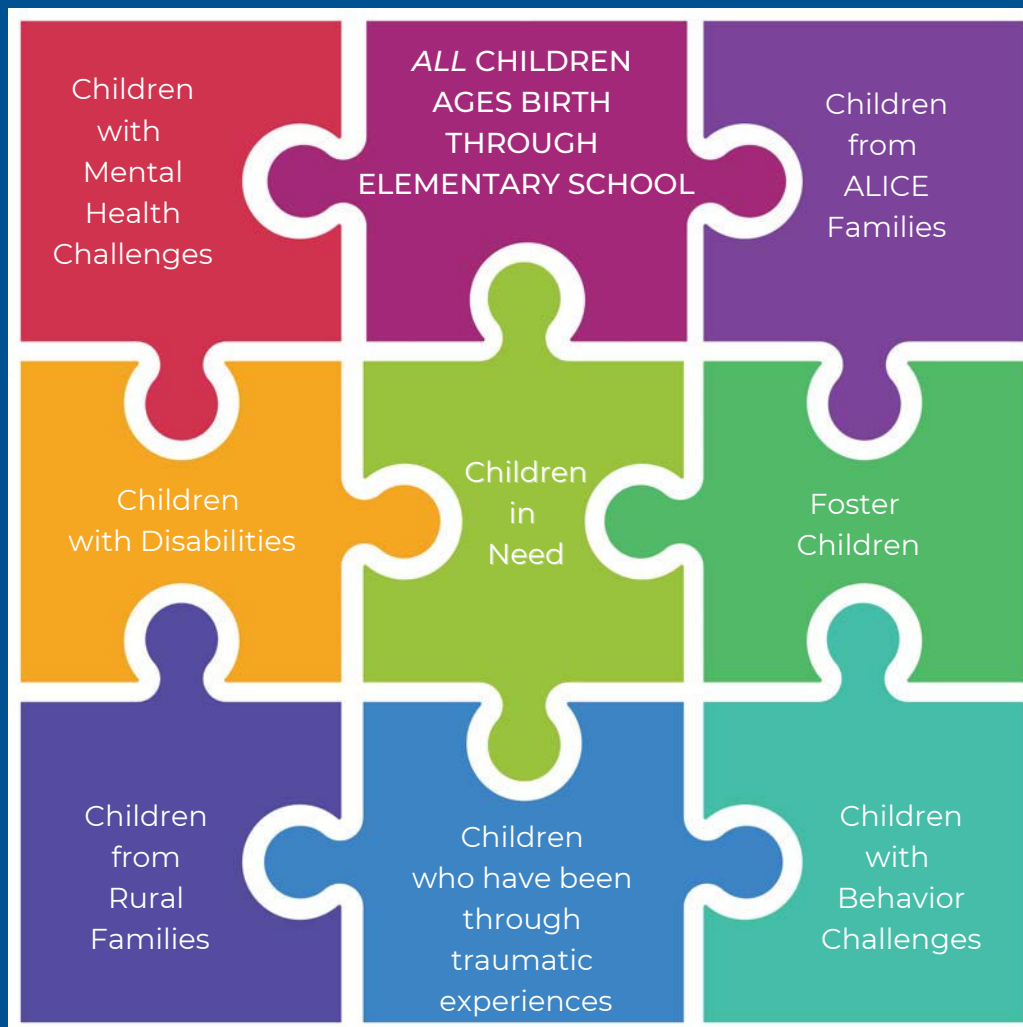 Children
with
Mental
Health
Challenges
ALL CHILDREN
AGES BIRTH
THROUGH
ELEMENTARY SCHOOL
Children
from
ALICE
Families
Children
with Disabilities
Children
in
Need
Foster
Children
Children
from
Rural
Families
Children
who have been
through
traumatic
experiences
Children
with
Behavior
Challenges